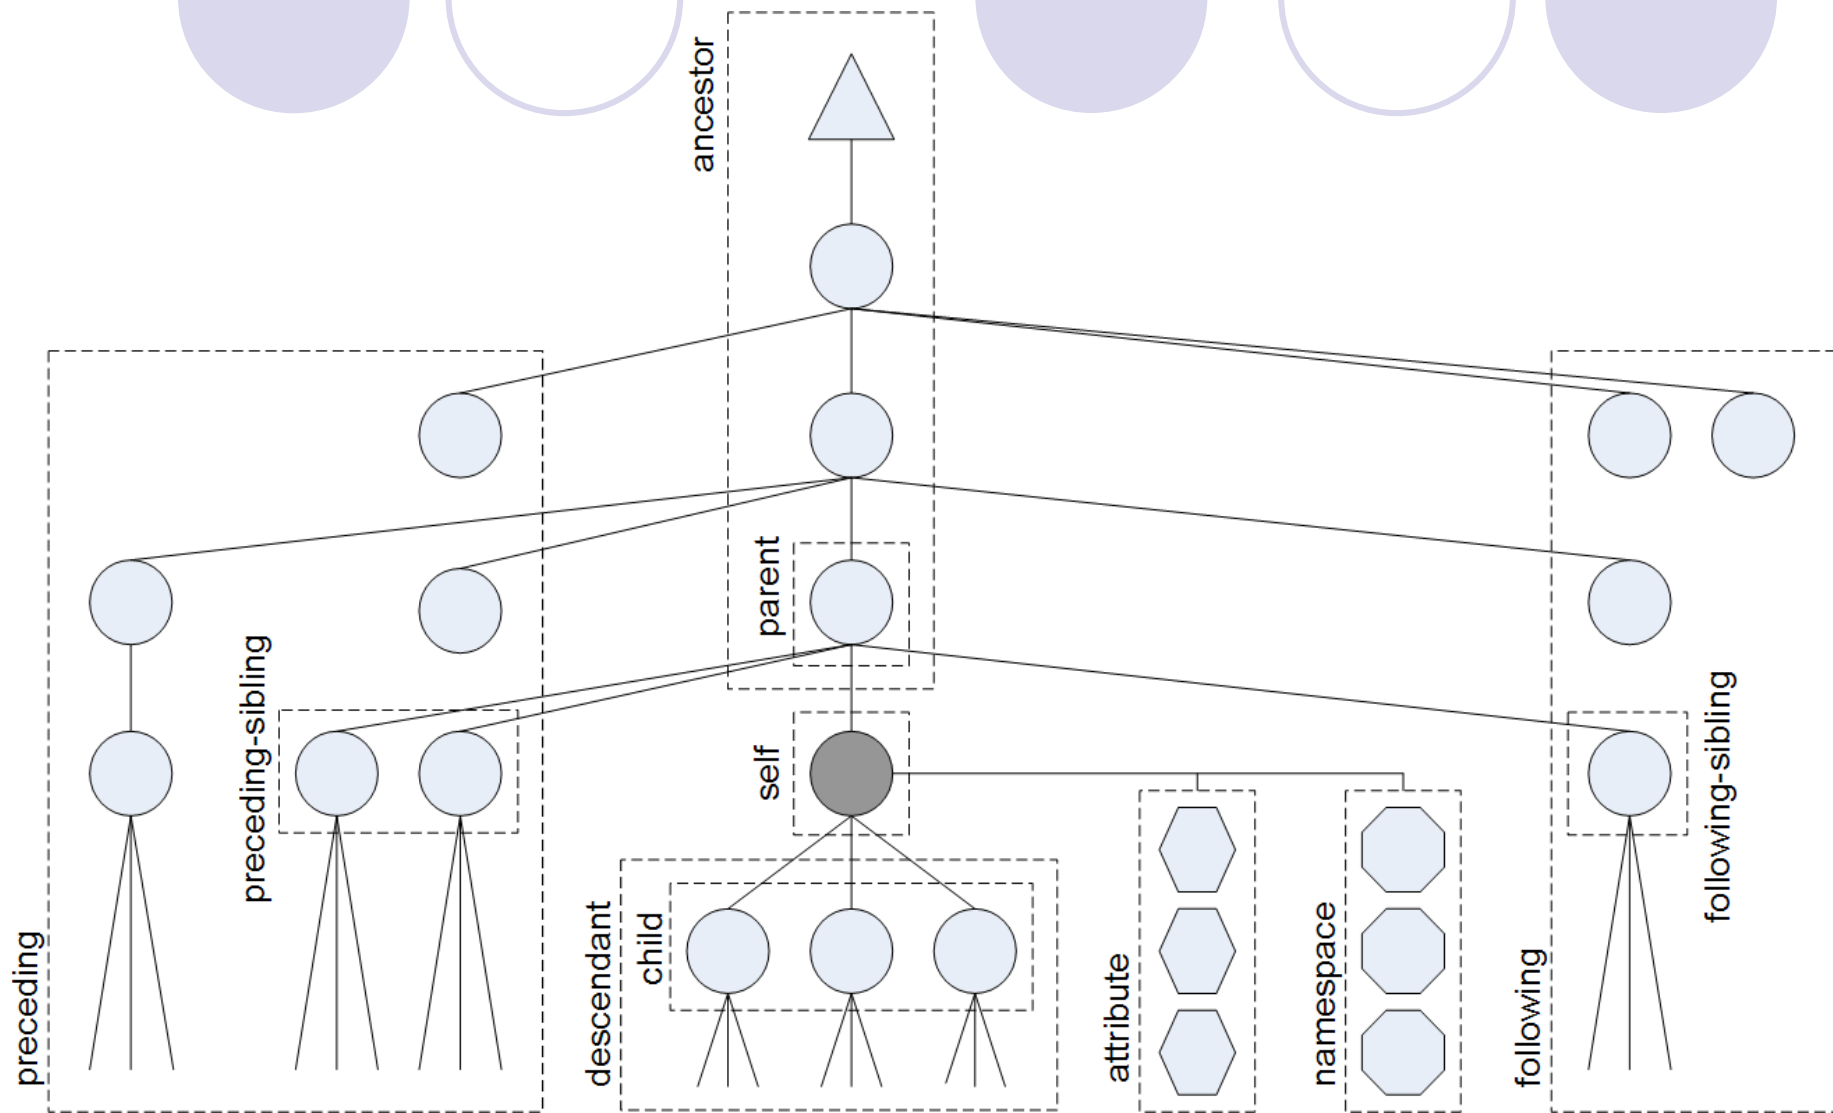 ancestor
parent
preceding-sibling
self
following-sibling
preceding
descendant
child
attribute
namespace
following